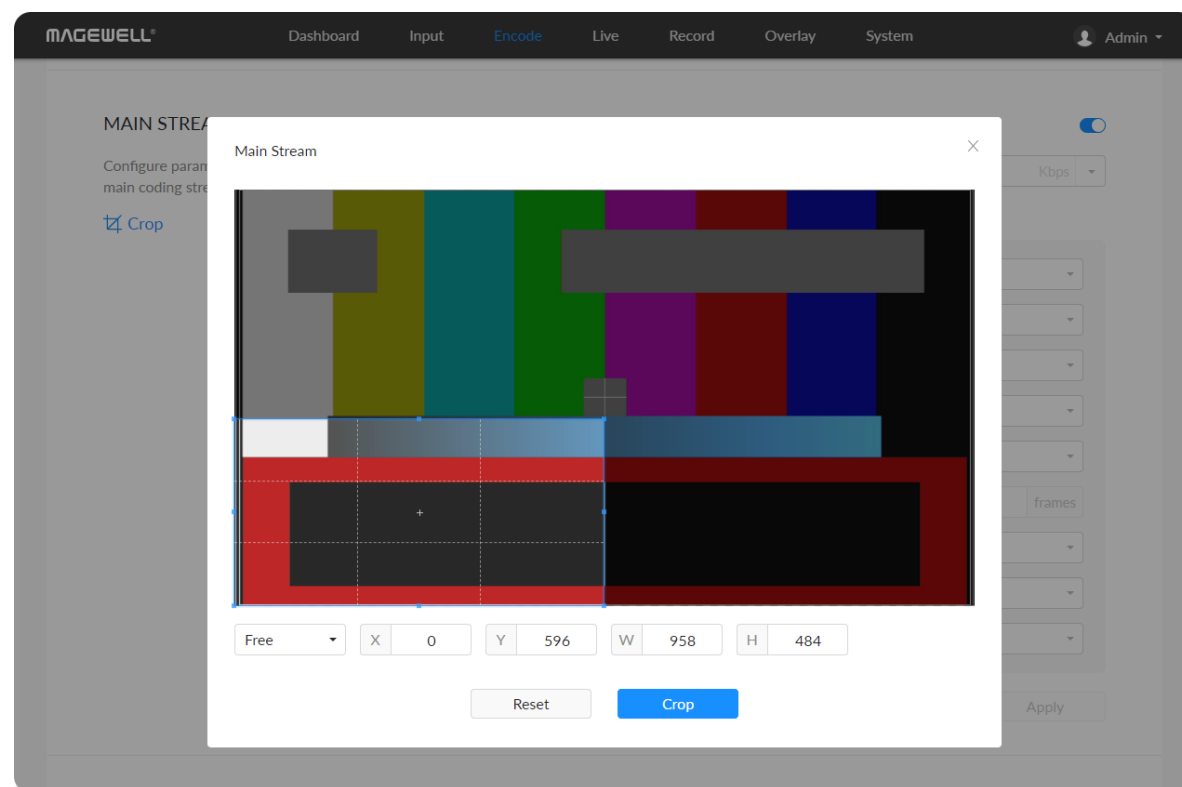 MAGEWELL®
Dashboard Input Encode Live Record Overlay System Admin
MAIN STREA
Configure param
main coding stre
Crop
Kbps
frames
Apply
Main Stream
Free X 0 Y 596 W 958 H 484
Reset Crop